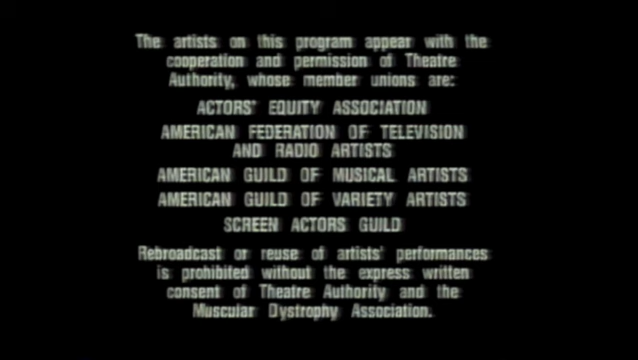 The artists on this program appear with the
cooperation and permission of Theatre
Authority, whose member unions are:
ACTORS' EQUITY ASSOCIATION
AMERICAN FEDERATION OF TELEVISION
AND RADIO ARTISTS
AMERICAN GUILD OF MUSICAL ARTISTS
AMERICAN GUILD OF VARIETY ARTISTS
SCREEN ACTORS GUILD
Rebroadcast or reuse of artists' performances
is prohibited without the express written
consent of Theatre Authority and the
Muscular Dystrophy Association.